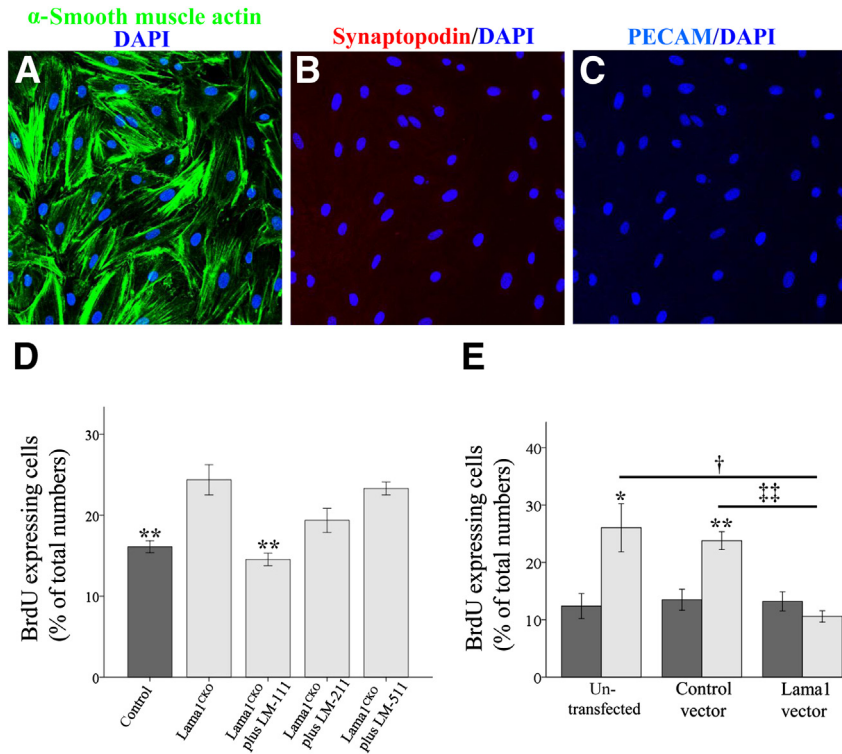 α-Smooth muscle actin
DAPI
Synaptopodin/DAPI
PECAM/DAPI
A
B
C
D
E
BrdU expressing cells
(% of total numbers)
30
20
10
0
**
**
Control
Lama1CKO
Lama1CKO
plus LM-111
Lama1CKO
plus LM-211
Lama1CKO
plus LM-511
BrdU expressing cells
(% of total numbers)
40
30
20
10
0
†
‡‡
*
**
Un-
transfected
Control
vector
Lama1
vector